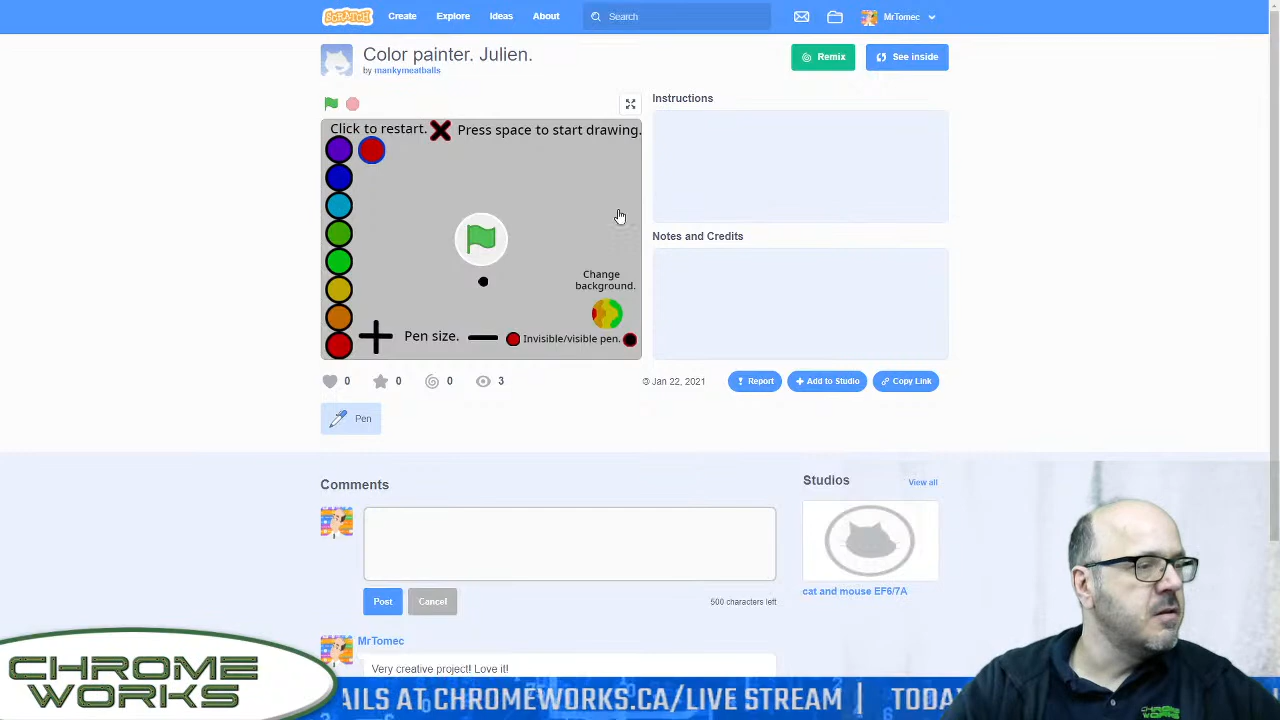 SCRATCH
Create
Explore
Ideas
About
Search
MrTomec
Color painter. Julien.
by mankymeatballs
Remix
See inside
Instructions
Click to restart.
Press space to start drawing.
Notes and Credits
Change
background.
Pen size.
Invisible/visible pen.
0
0
0
3
© Jan 22, 2021
Report
Add to Studio
Copy Link
Pen
Comments
Studios
View all
Post
Cancel
500 characters left
cat and mouse EF6/7A
MrTomec
Very creative project! Love it!
CHROME
WORKS
AILS AT CHROMEWORKS.CA/LIVE STREAM | TODA